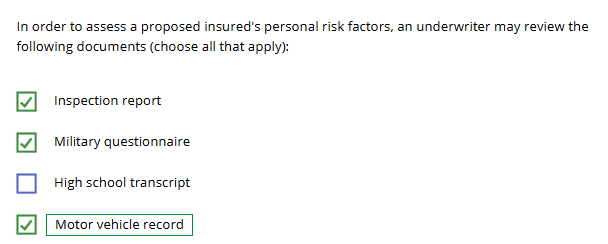 In order to assess a proposed insured's personal risk factors, an underwriter may review the
following documents (choose all that apply):
Inspection report
Military questionnaire
High school transcript
Motor vehicle record